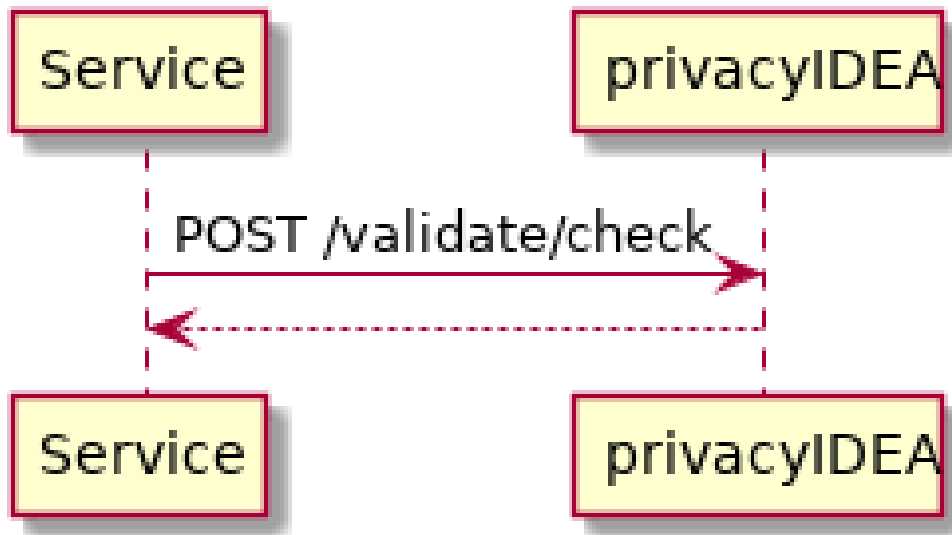 Service
privacyIDEA
POST /validate/check
Service
privacyIDEA